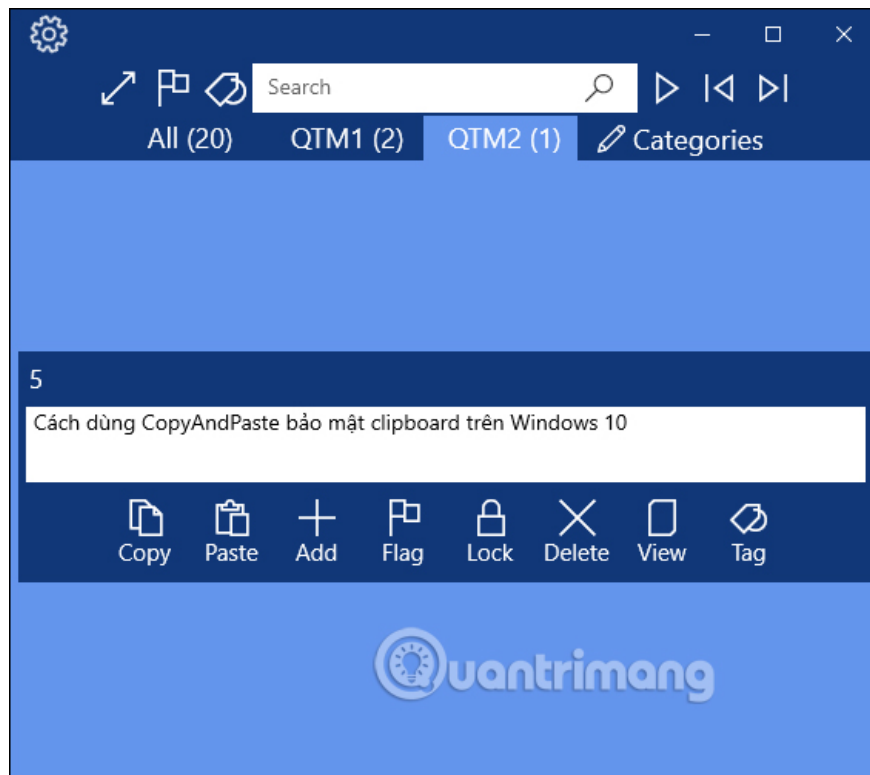 Search
All (20) QTM1 (2) QTM2 (1) Categories
5
Cách dùng CopyAndPaste bảo mật clipboard trên Windows 10
Copy Paste Add Flag Lock Delete View Tag
Quantrimang